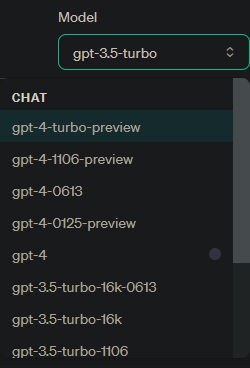 Model
gpt-3.5-turbo
CHAT
gpt-4-turbo-preview
gpt-4-1106-preview
gpt-4-0613
gpt-4-0125-preview
gpt-4
gpt-3.5-turbo-16k-0613
gpt-3.5-turbo-16k
gpt-3.5-turbo-1106